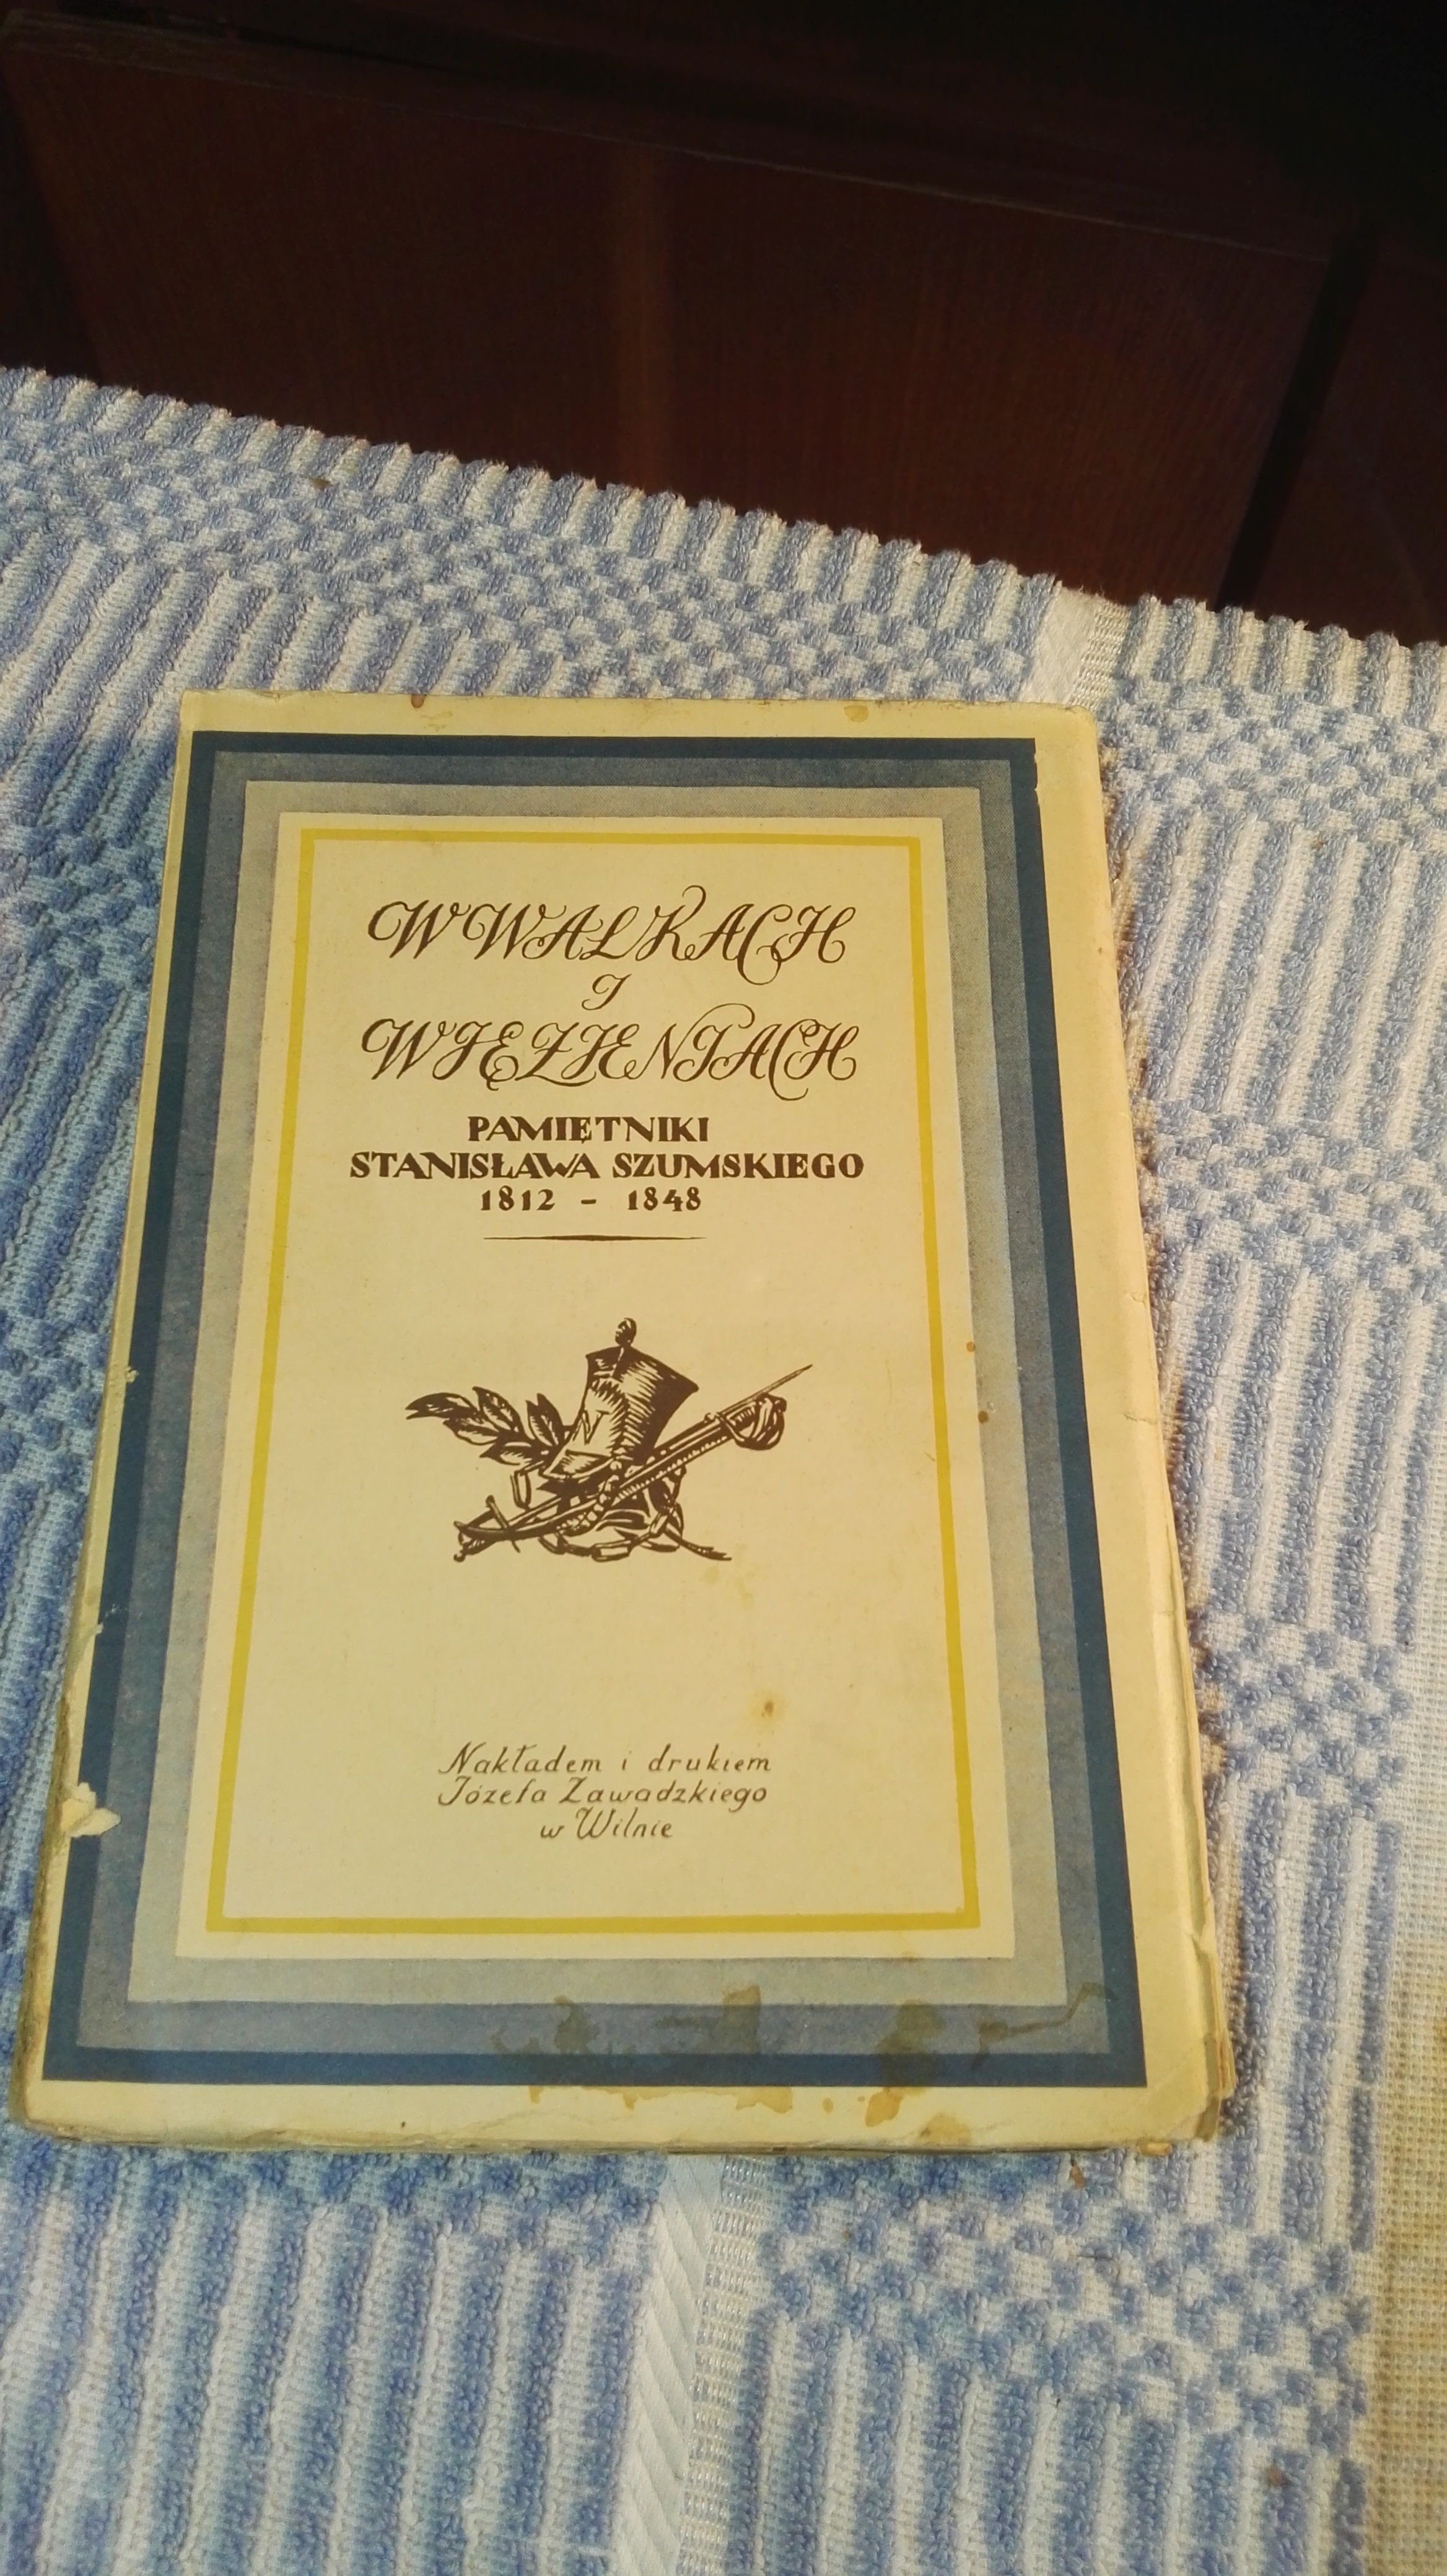 W WALKACH
I
WIĘZIENIACH
PAMIĘTNIKI
STANISŁAWA SZUMSKIEGO
1812 - 1848
N
Nakładem i drukiem
Józefa Zawadzkiego
w Wilnie